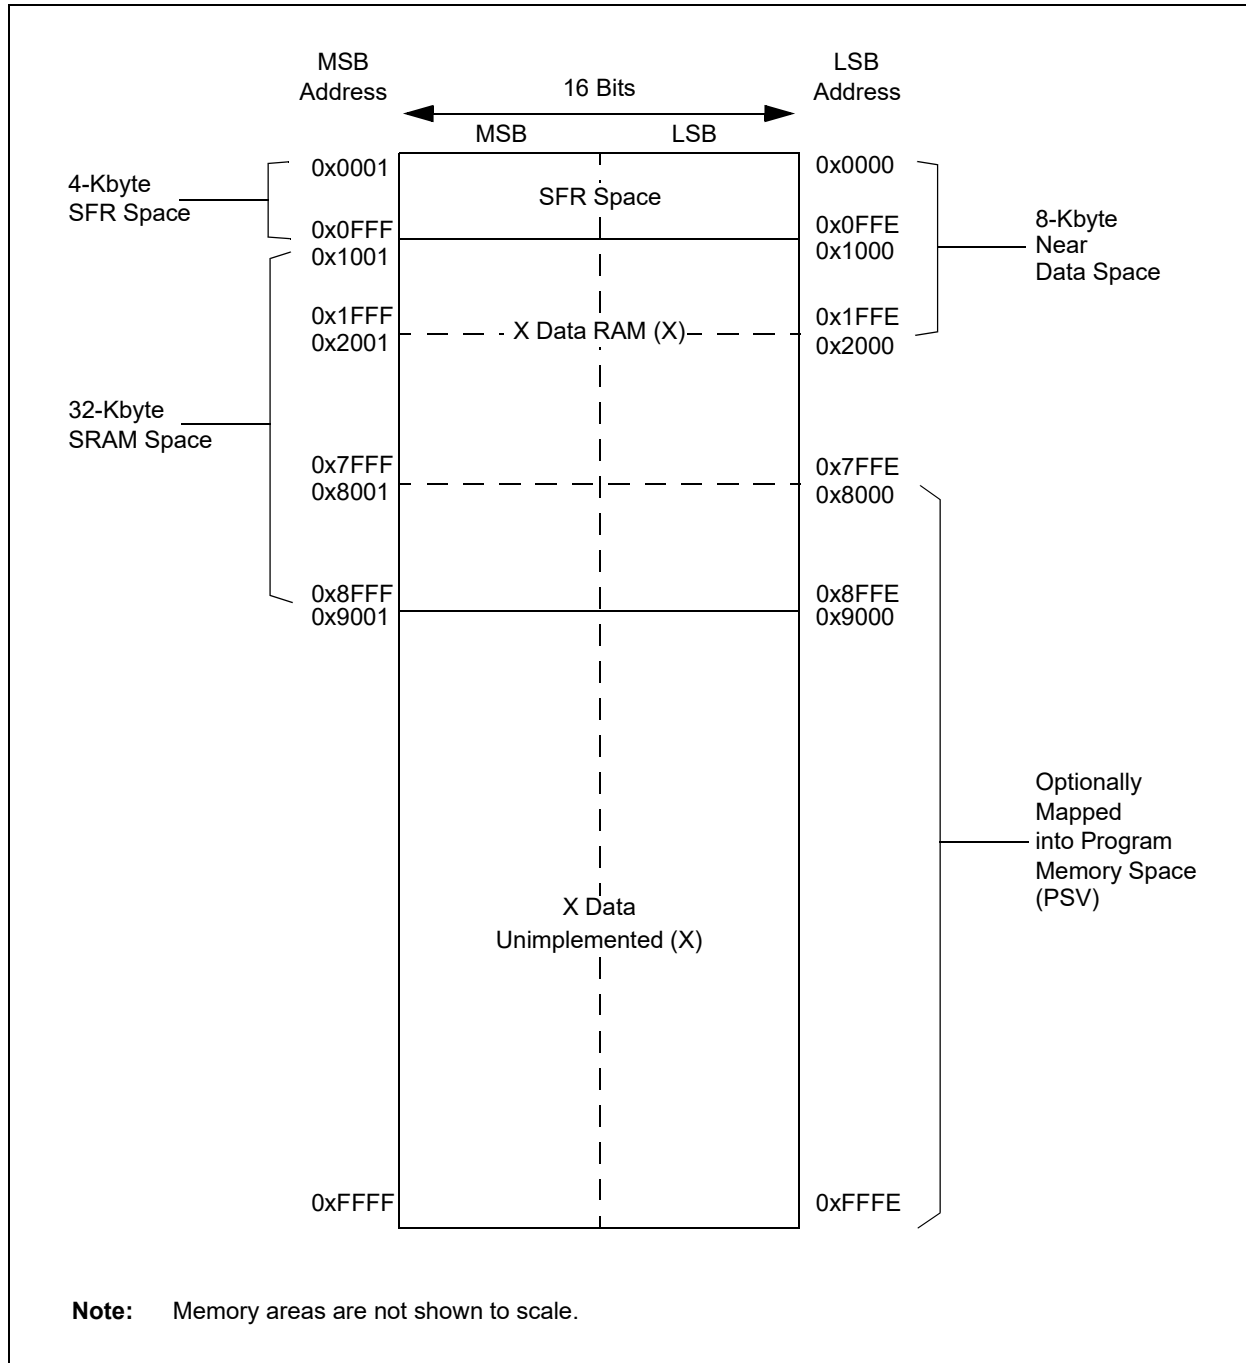 MSB
Address
LSB
Address
16 Bits
MSB
LSB
4-Kbyte
SFR Space
0x0001
0x0FFF
0x1001
SFR Space
0x0000
0x0FFE
0x1000
8-Kbyte
Near
Data Space
0x1FFF
0x2001
X Data RAM (X)
0x1FFE
0x2000
32-Kbyte
SRAM Space
0x7FFF
0x8001
0x7FFE
0x8000
0x8FFF
0x9001
0x8FFE
0x9000
Optionally
Mapped
into Program
Memory Space
(PSV)
X Data
Unimplemented (X)
0xFFFF
0xFFFE
Note: Memory areas are not shown to scale.